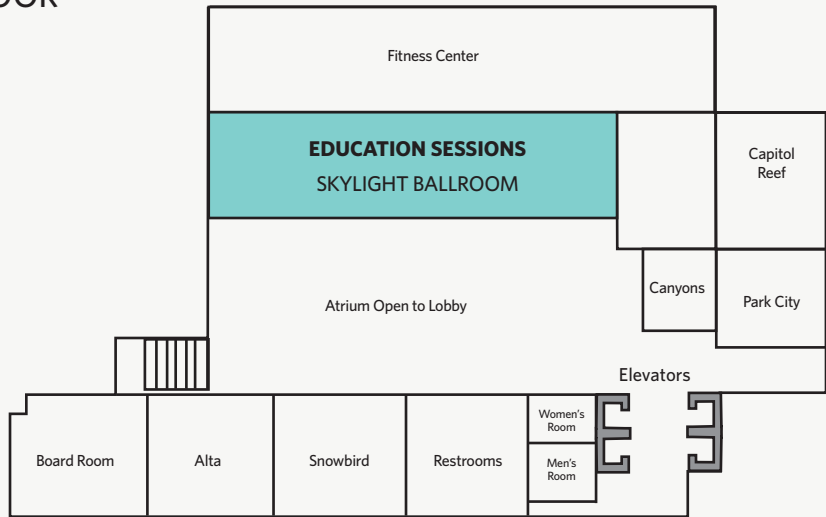 Fitness Center
EDUCATION SESSIONS
SKYLIGHT BALLROOM
Capitol
Reef
Canyons
Park City
Atrium Open to Lobby
Elevators
Women's
Room
Men's
Room
Board Room
Alta
Snowbird
Restrooms